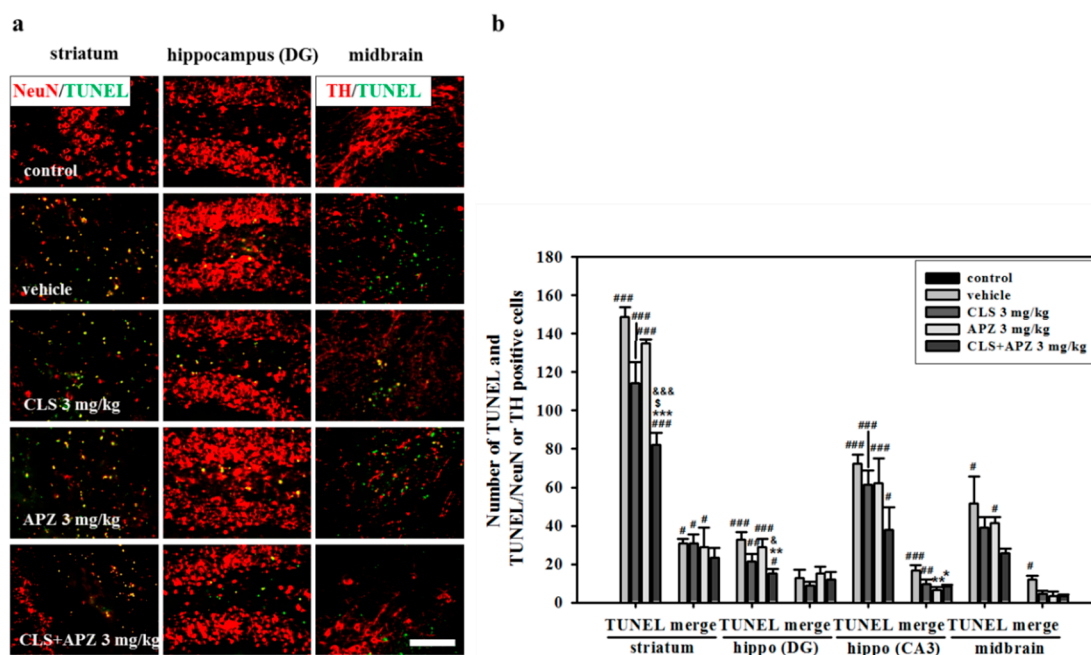 a
striatum hippocampus (DG) midbrain
NeuN/TUNEL TH/TUNEL
control
vehicle
CLS 3 mg/kg
APZ 3 mg/kg
CLS+APZ 3 mg/kg
b
Number of TUNEL and
TUNEL/NeuN or TH positive cells
180
160
140
120
100
80
60
40
20
0
control
vehicle
CLS 3 mg/kg
APZ 3 mg/kg
CLS+APZ 3 mg/kg
###
###
###
&&&
$
***
###
# # #
###
##
###
&
**
#
###
###
###
#
###
##
**
*
#
#
#
TUNEL merge TUNEL merge TUNEL merge TUNEL merge
striatum hippo (DG) hippo (CA3) midbrain